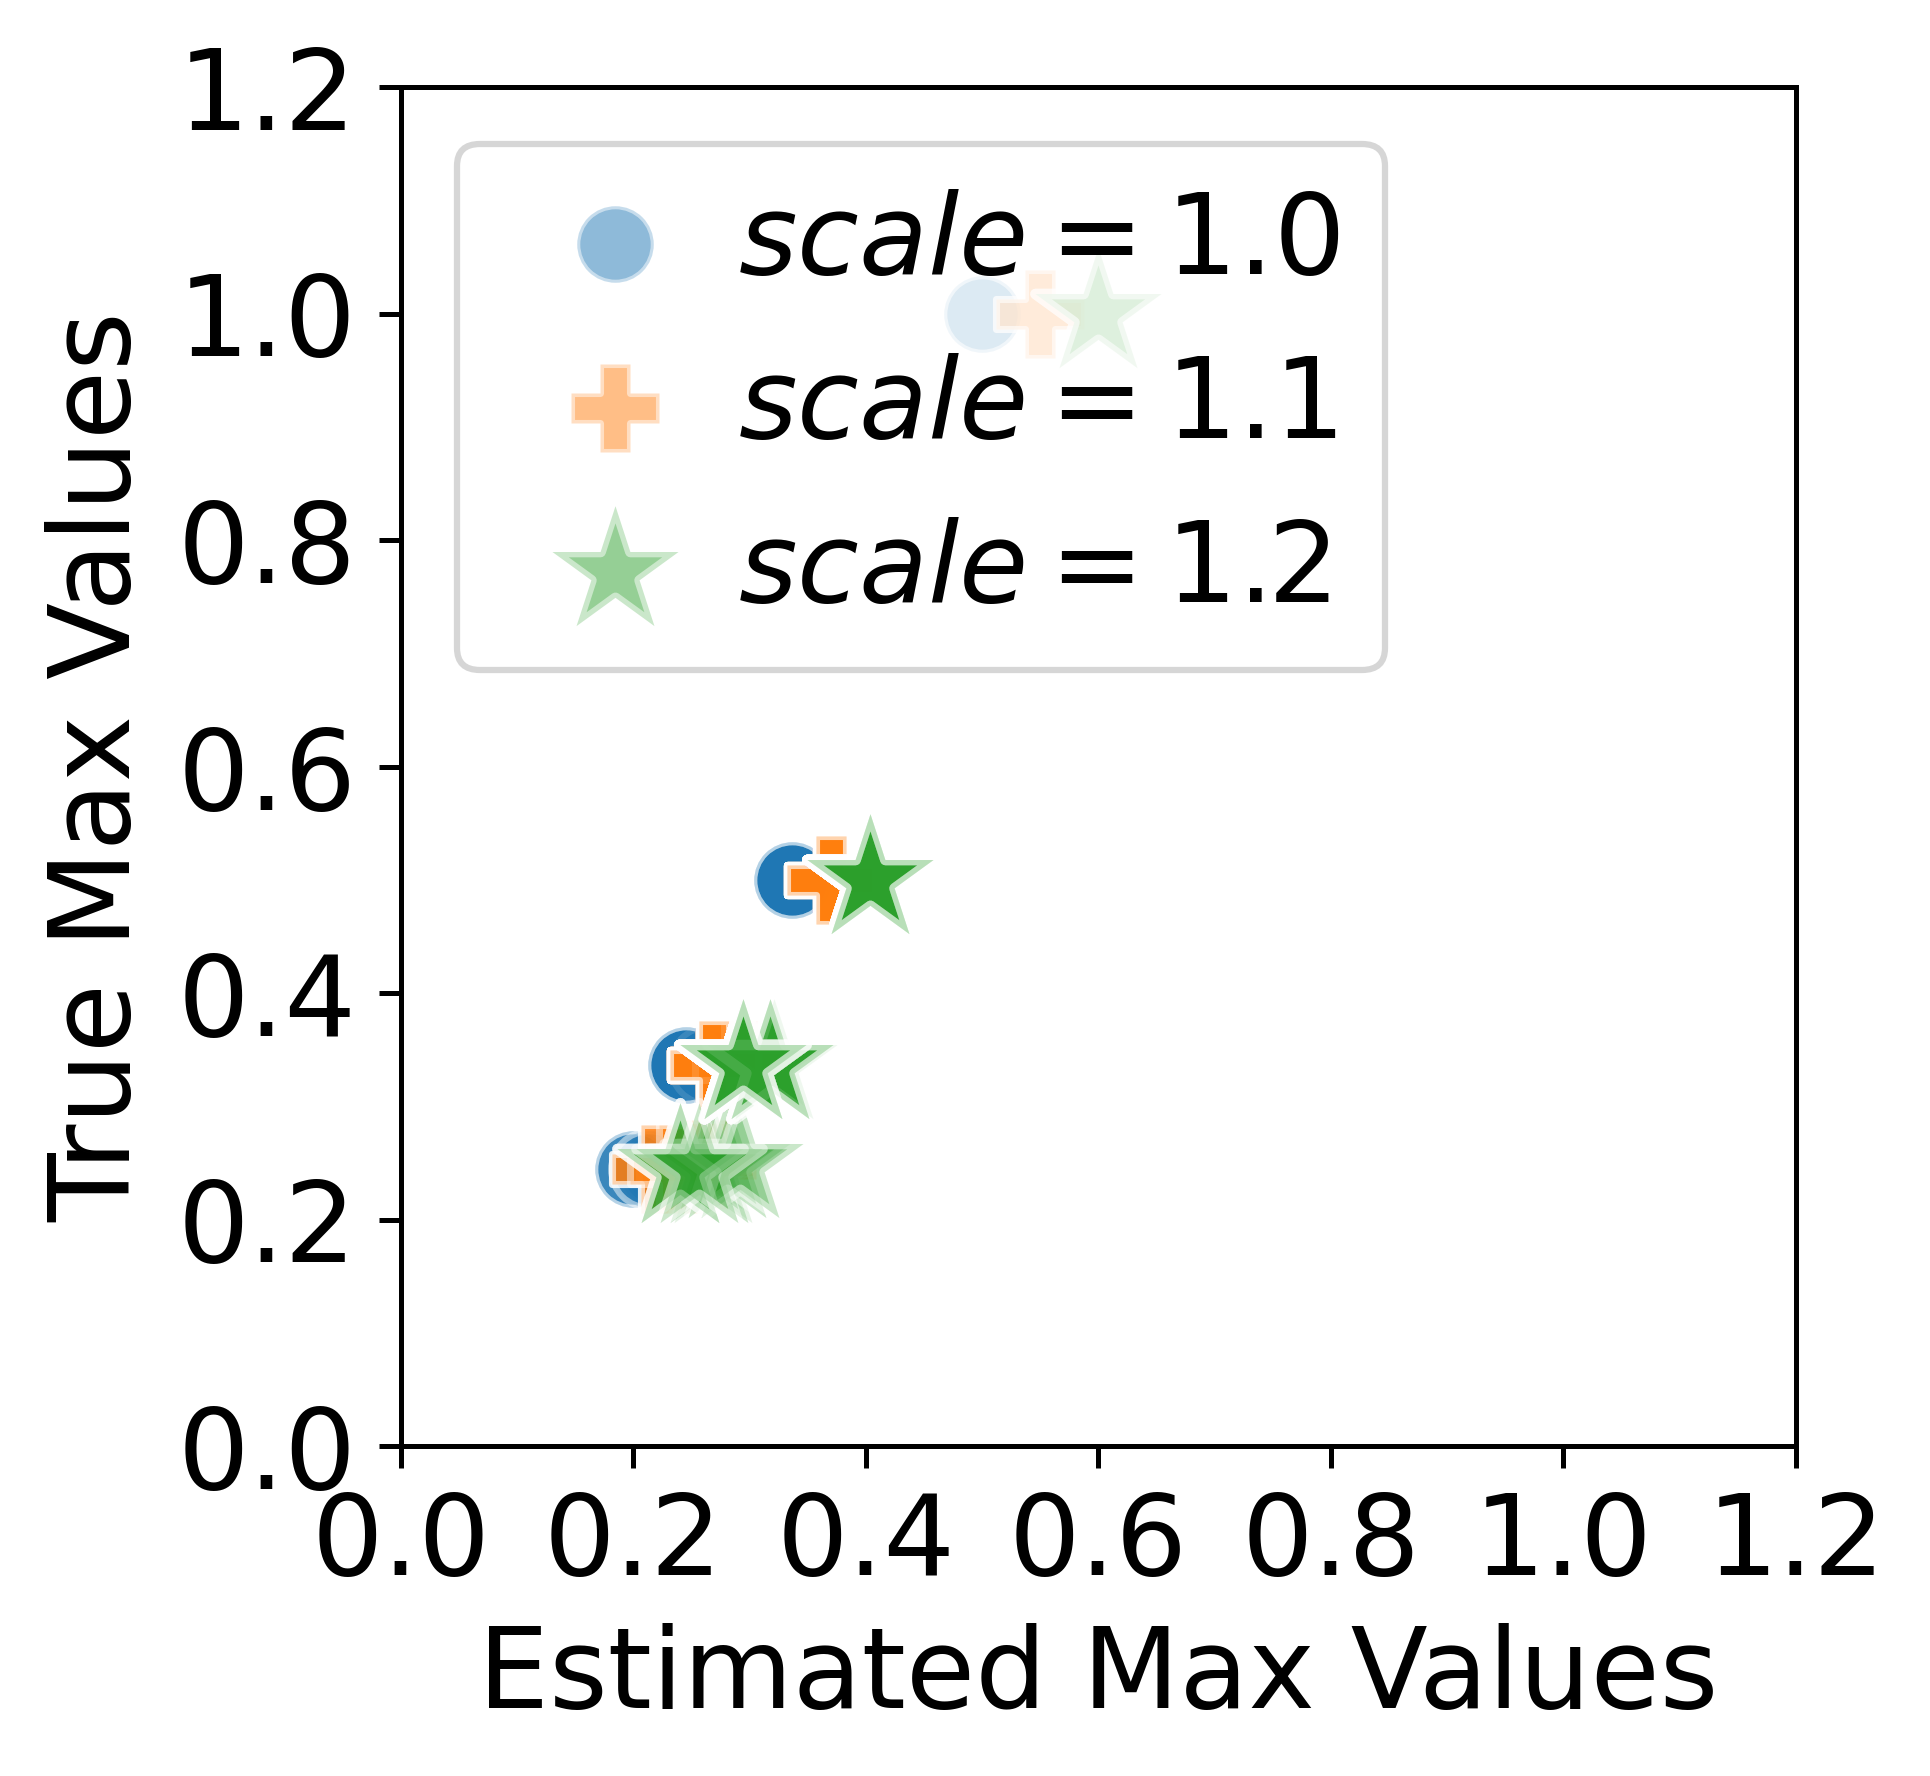 True Max Values
1.2
1.0
0.8
0.6
0.4
0.2
0.0
scale = 1.0
scale = 1.1
scale = 1.2
0.0 0.2 0.4 0.6 0.8 1.0 1.2
Estimated Max Values